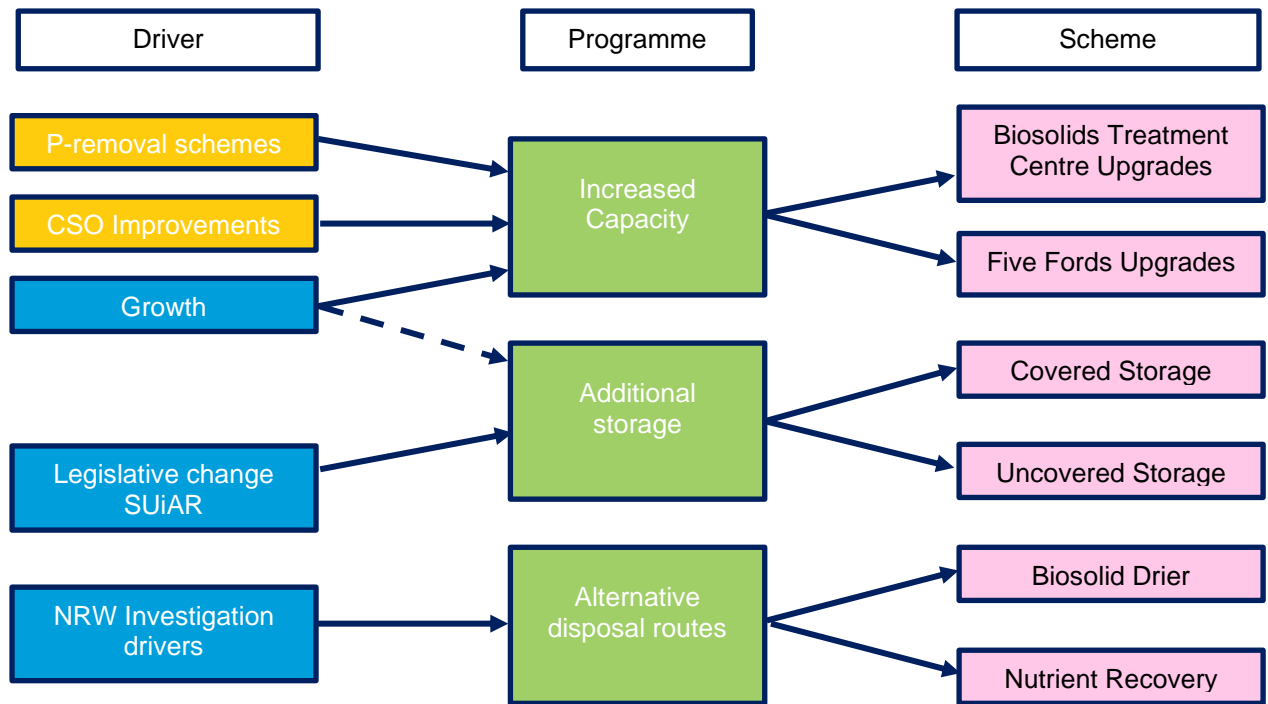 Driver
Programme
Scheme
P-removal schemes
CSO Improvements
Growth
Legislative change
SUiAR
NRW Investigation
drivers
Increased
Capacity
Additional
storage
Alternative
disposal routes
Biosolids Treatment
Centre Upgrades
Five Fords Upgrades
Covered Storage
Uncovered Storage
Biosolid Drier
Nutrient Recovery